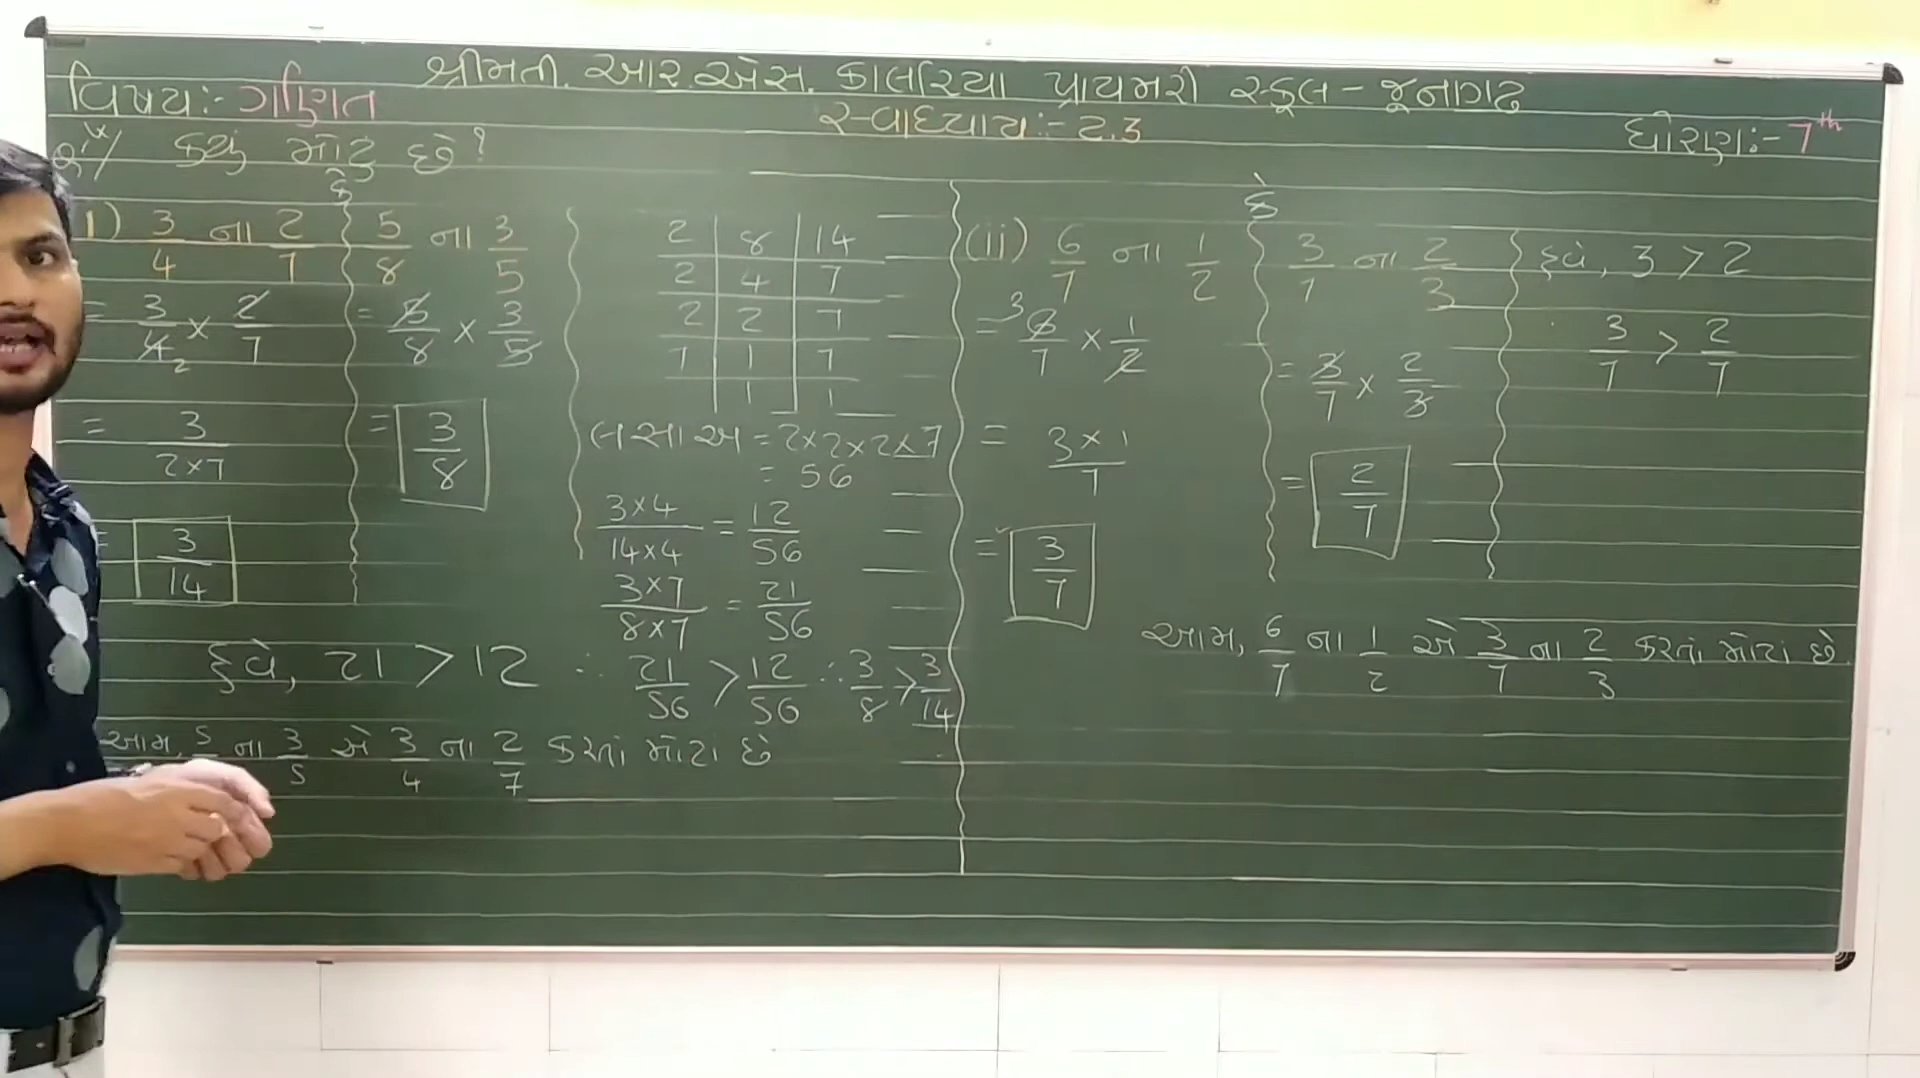 શ્રીમતી. આર. એસ. કાલરિયા પ્રાયમરી સ્કૂલ - જૂનાગઢ
વિષય:- ગણિત
સ્વાધ્યાય:- 2.3
ધોરણ:- 7th
કયું મોટું છે?
1) 3/4 ના 2/7 કે 5/8 ના 3/5
= 3/4 2 × 2/7
= 3/(2×7)
= 3/14
= 5/8 × 3/5
= 3/8
2 | 8 | 14
2 | 4 | 7
2 | 2 | 7
7 | 1 | 7
1 | 1
લ સા અ = 2×2×2×7
= 56
(3×4)/(14×4) = 12/56
(3×7)/(8×7) = 21/56
હવે, 21 > 12 ∴ 21/56 > 12/56 ∴ 3/8 > 3/14
આમ, 5/ ના 3/5 એ 3/4 ના 2/7 કરતાં મોટા છે
(ii) 6/7 ના 1/2 કે 3/7 ના 2/3
= 3 6/7 × 1/2
= (3×1)/7
= 3/7
= 3/7 × 2/3
= 2/7
હવે, 3 > 2
3/7 > 2/7
આમ, 6/7 ના 1/2 એ 3/7 ના 2/3 કરતાં મોટાં છે.